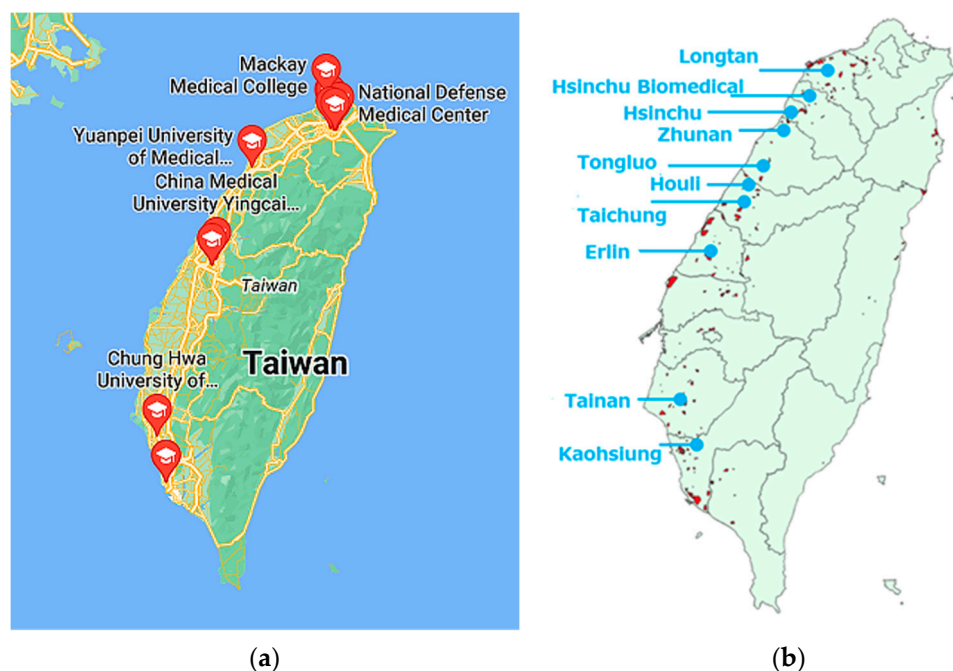 Mackay
Medical College
National Defense
Medical Center
Yuanpei University
of Medical...
China Medical
University Yingcai...
Taiwan
Taiwan
Chung Hwa
University of...
(a)
Longtan
Hsinchu Biomedical
Hsinchu
Zhunan
Tongluo
Houli
Taichung
Erlin
Tainan
Kaohsiung
(b)